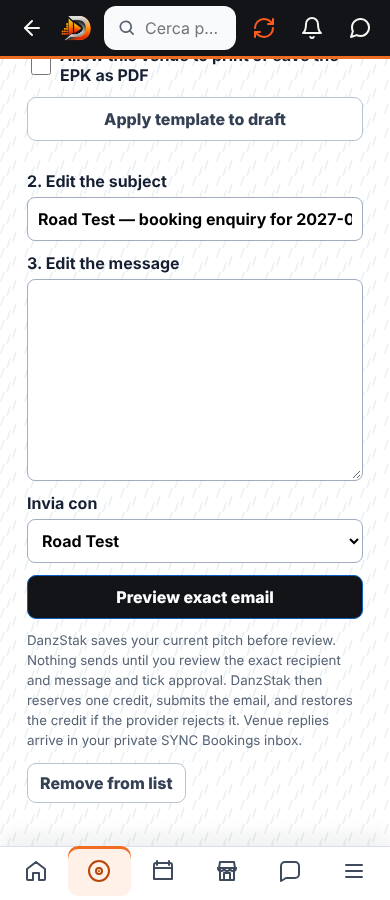 Cerca p...
EPK as PDF
Apply template to draft
2. Edit the subject
Road Test — booking enquiry for 2027-0
3. Edit the message
Invia con
Road Test
Preview exact email
DanzStak saves your current pitch before review.
Nothing sends until you review the exact recipient
and message and tick approval. DanzStak then
reserves one credit, submits the email, and restores
the credit if the provider rejects it. Venue replies
arrive in your private SYNC Bookings inbox.
Remove from list